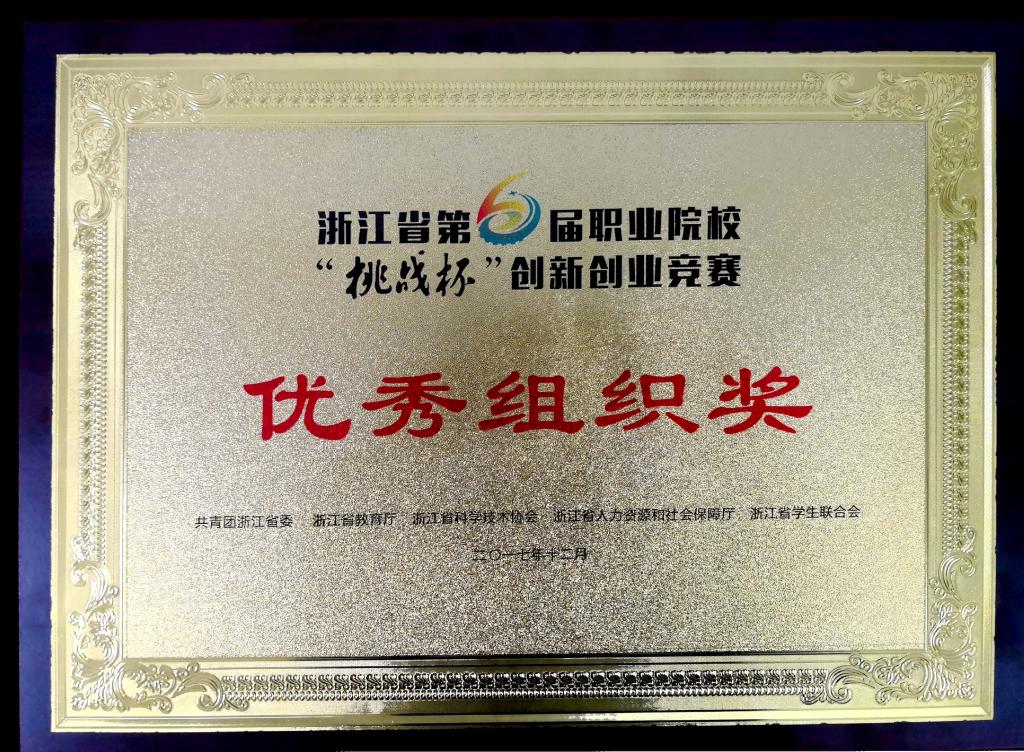 浙江省第6届职业院校
“挑战杯”创新创业竞赛
优秀组织奖
共青团浙江省委 浙江省教育厅 浙江省科学技术协会 浙江省人力资源和社会保障厅 浙江省学生联合会
二〇一七年十二月